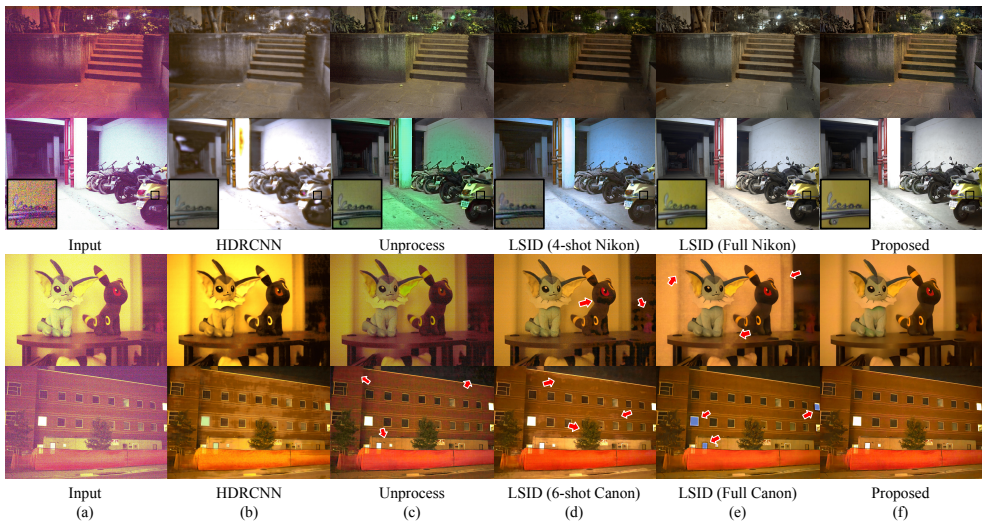 Input HDRCNN Unprocess LSID (4-shot Nikon) LSID (Full Nikon) Proposed
Input HDRCNN Unprocess LSID (6-shot Canon) LSID (Full Canon) Proposed
(a) (b) (c) (d) (e) (f)